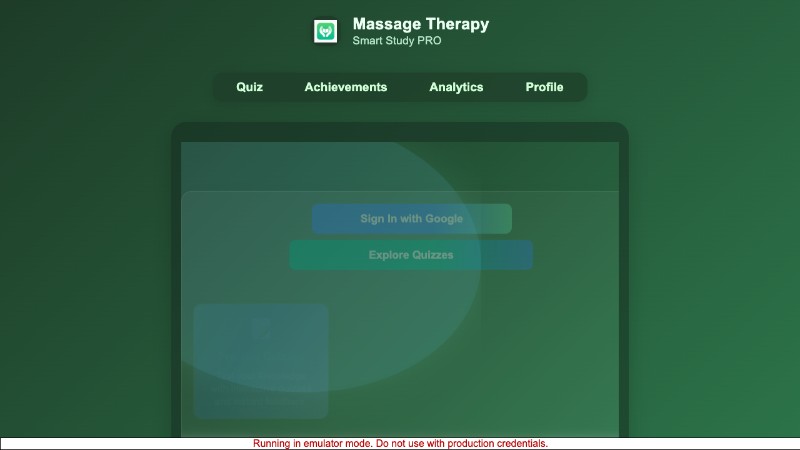 Massage Therapy
Smart Study PRO
Quiz
Achievements
Analytics
Profile
Sign In with Google
Explore Quizzes
Running in emulator mode. Do not use with production credentials.